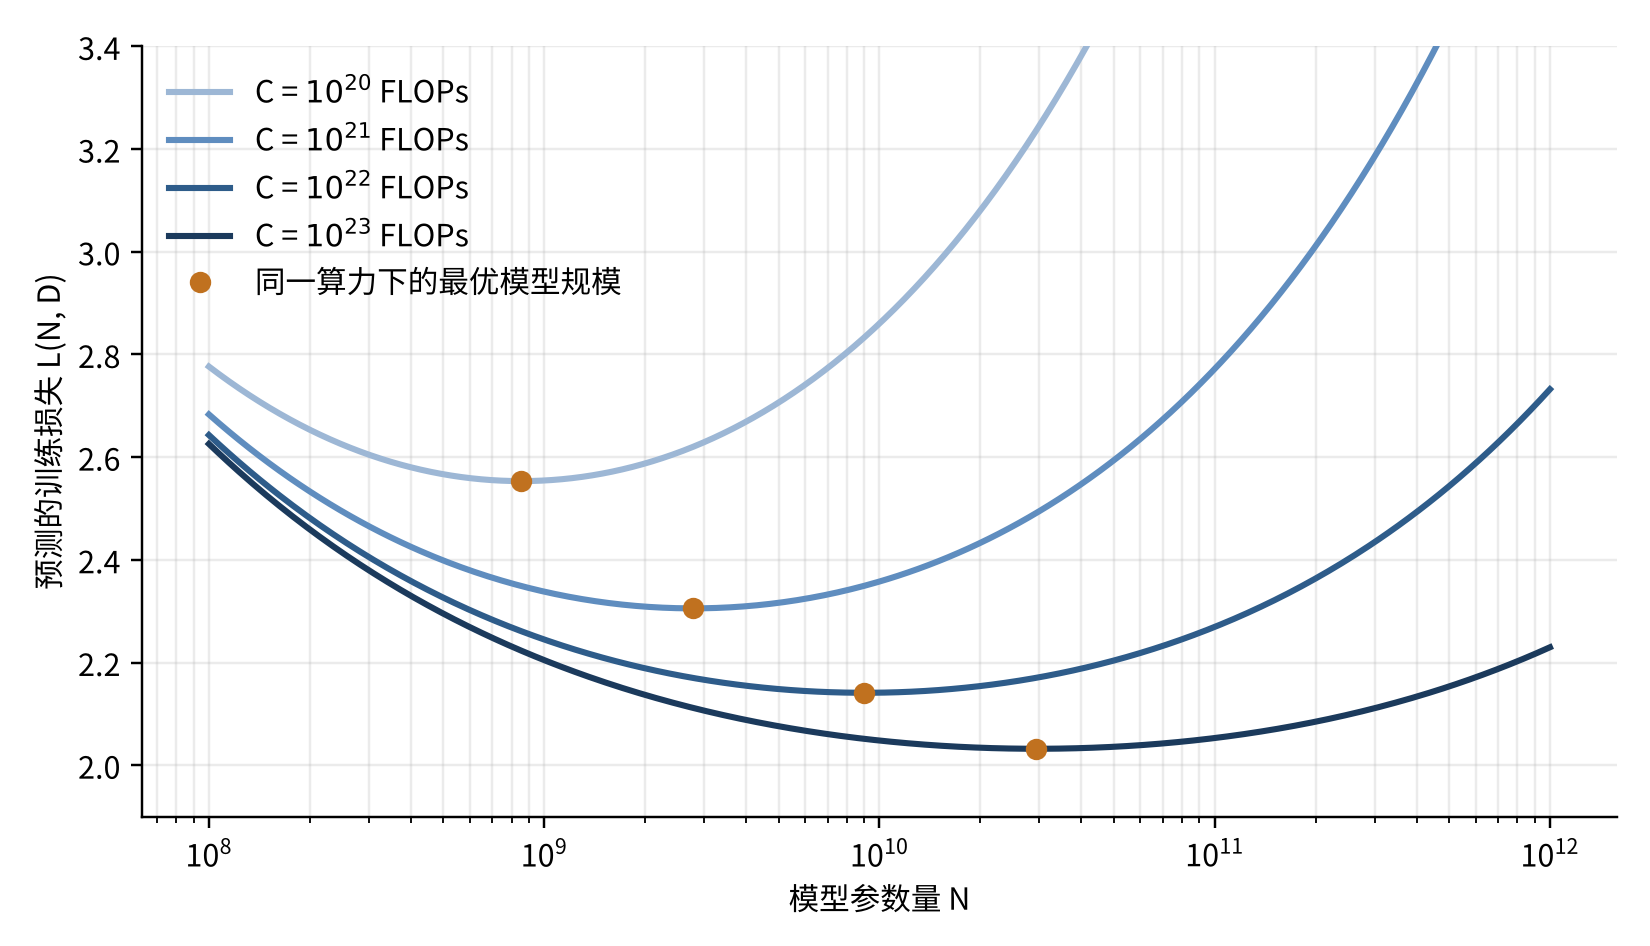 3.4
3.2
3.0
2.8
2.6
2.4
2.2
2.0
预测的训练损失 L(N, D)
C = 10²⁰ FLOPs
C = 10²¹ FLOPs
C = 10²² FLOPs
C = 10²³ FLOPs
同一算力下的最优模型规模
10⁸ 10⁹ 10¹⁰ 10¹¹ 10¹²
模型参数量 N